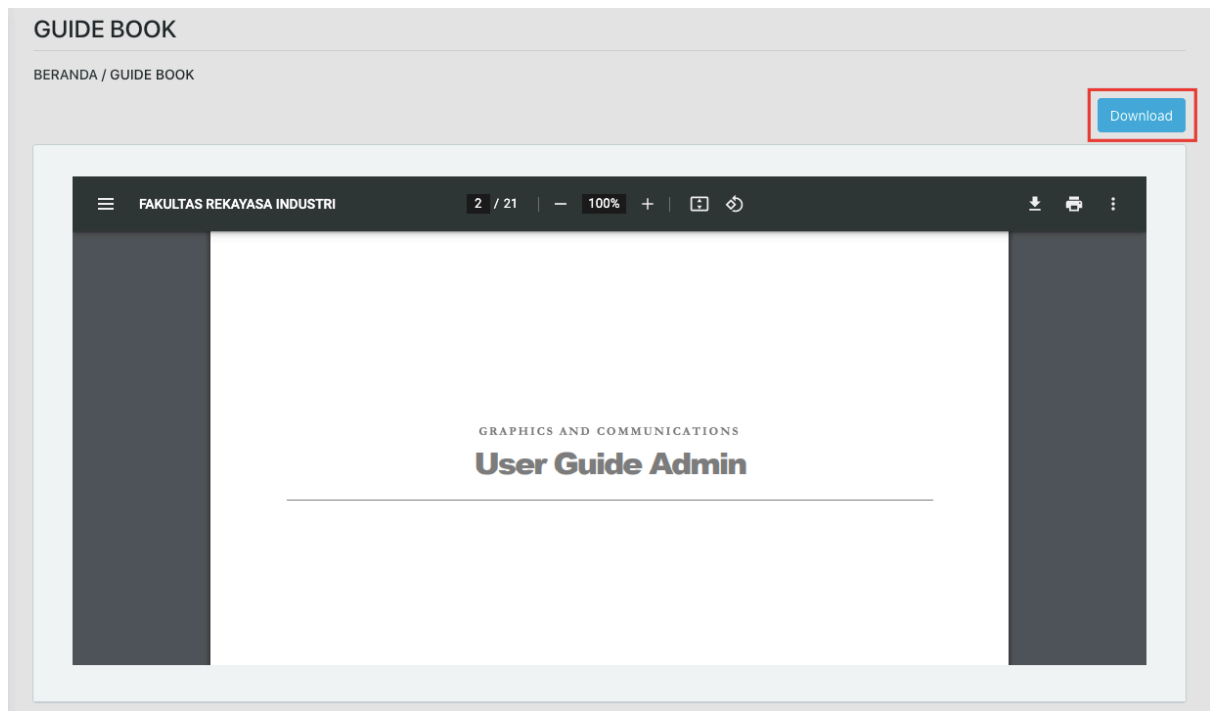 GUIDE BOOK
BERANDA / GUIDE BOOK
Download
FAKULTAS REKAYASA INDUSTRI 2 / 21 100%
GRAPHICS AND COMMUNICATIONS
User Guide Admin